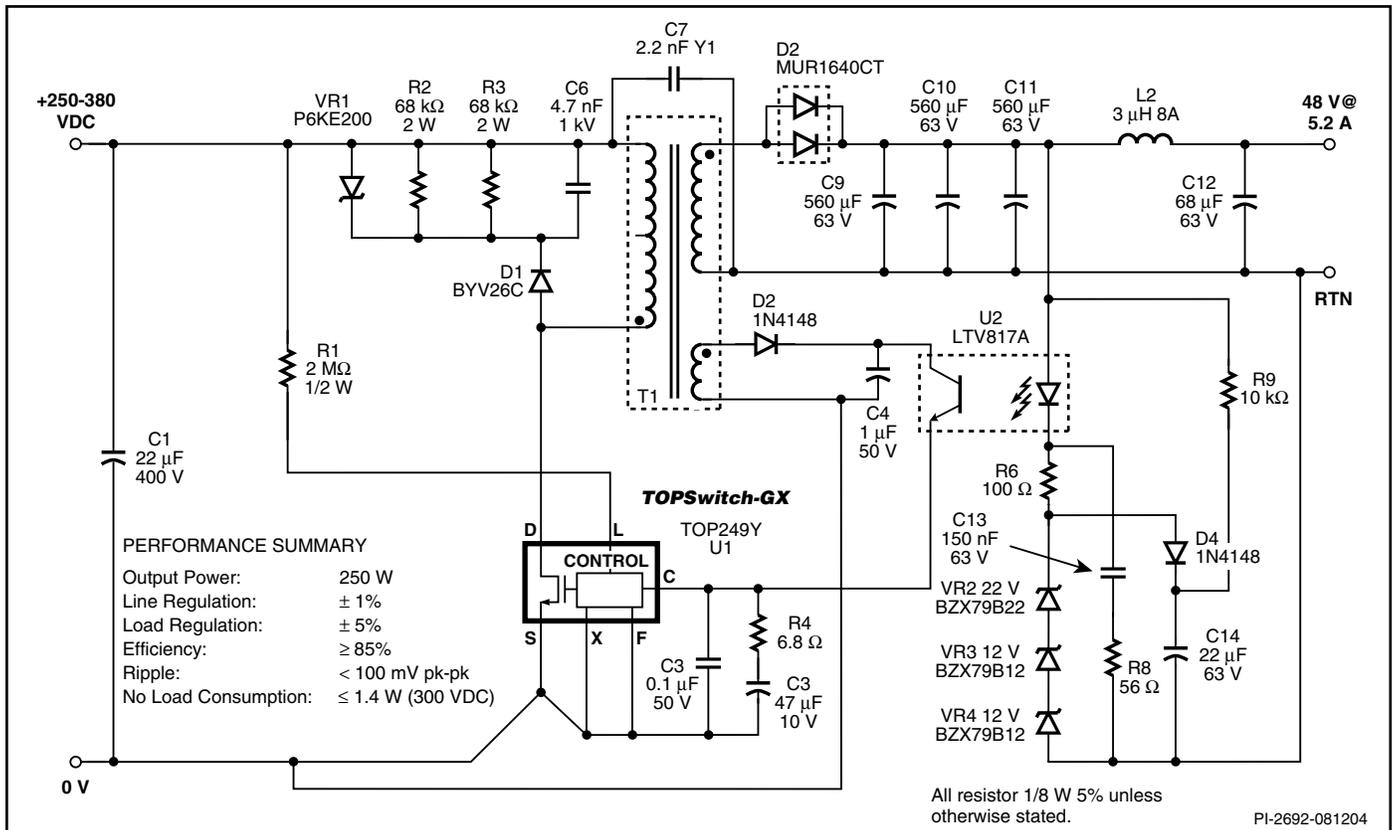 C7
2.2 nF Y1
D2
MUR1640CT
+250-380
VDC
VR1
P6KE200
R2
68 kΩ
2 W
R3
68 kΩ
2 W
C6
4.7 nF
1 kV
C10
560 µF
63 V
C11
560 µF
63 V
L2
3 µH 8A
48 V@
5.2 A
C9
560 µF
63 V
C12
68 µF
63 V
D1
BYV26C
RTN
D2
1N4148
U2
LTV817A
R1
2 MΩ
1/2 W
T1
R9
10 kΩ
C4
1 µF
50 V
C1
22 µF
400 V
R6
100 Ω
TOPSwitch-GX
TOP249Y
U1
D
L
CONTROL
C
S
X
F
C13
150 nF
63 V
D4
1N4148
PERFORMANCE SUMMARY
Output Power: 250 W
Line Regulation: ± 1%
Load Regulation: ± 5%
Efficiency: ≥ 85%
Ripple: < 100 mV pk-pk
No Load Consumption: ≤ 1.4 W (300 VDC)
VR2 22 V
BZX79B22
R4
6.8 Ω
C3
0.1 µF
50 V
C3
47 µF
10 V
VR3 12 V
BZX79B12
R8
56 Ω
C14
22 µF
63 V
VR4 12 V
BZX79B12
0 V
All resistor 1/8 W 5% unless
otherwise stated.
PI-2692-081204